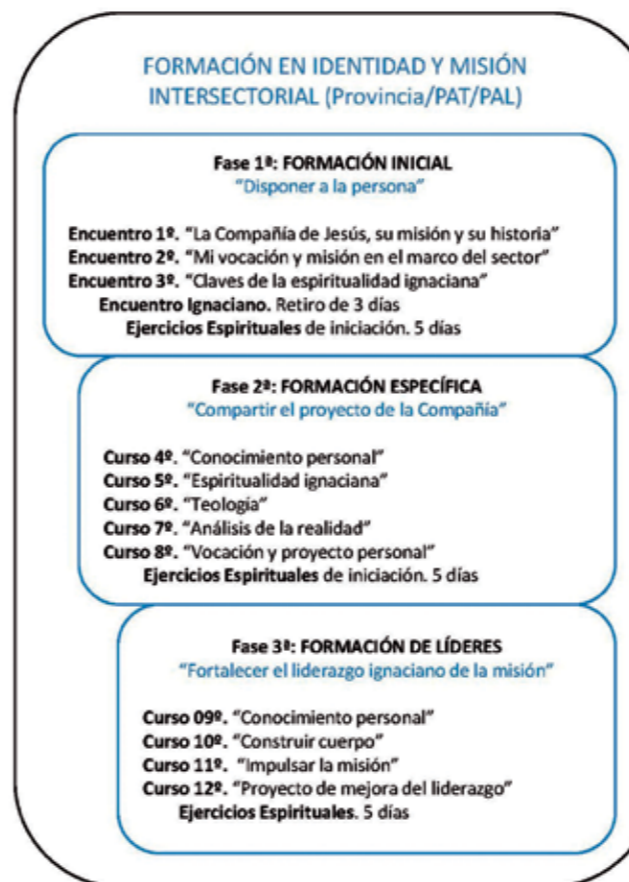 FORMACIÓN EN IDENTIDAD Y MISIÓN
INTERSECTORIAL (Provincia/PAT/PAL)
Fase 1ª: FORMACIÓN INICIAL
“Disponer a la persona”
Encuentro 1º. “La Compañía de Jesús, su misión y su historia”
Encuentro 2º. “Mi vocación y misión en el marco del sector”
Encuentro 3º. “Claves de la espiritualidad ignaciana”
Encuentro Ignaciano. Retiro de 3 días
Ejercicios Espirituales de iniciación. 5 días
Fase 2ª: FORMACIÓN ESPECÍFICA
“Compartir el proyecto de la Compañía”
Curso 4º. “Conocimiento personal”
Curso 5º. “Espiritualidad ignaciana”
Curso 6º. “Teología”
Curso 7º. “Análisis de la realidad”
Curso 8º. “Vocación y proyecto personal”
Ejercicios Espirituales de iniciación. 5 días
Fase 3ª: FORMACIÓN DE LÍDERES
“Fortalecer el liderazgo ignaciano de la misión”
Curso 09º. “Conocimiento personal”
Curso 10º. “Construir cuerpo”
Curso 11º. “Impulsar la misión”
Curso 12º. “Proyecto de mejora del liderazgo”
Ejercicios Espirituales. 5 días